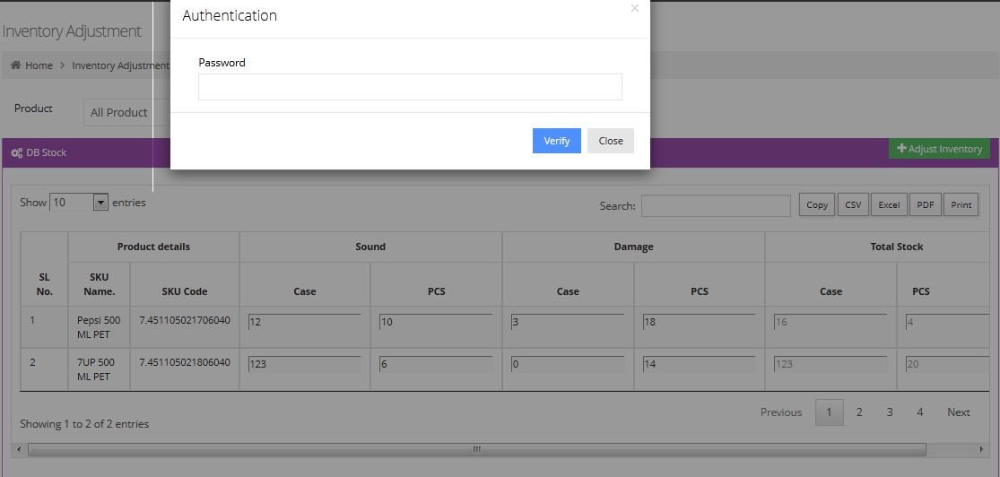 Authentication
×
Inventory Adjustment
Home > Inventory Adjustment
Password
Product
All Product
Verify
Close
DB Stock
Adjust Inventory
Show 10 entries
Search:
Copy
CSV
Excel
PDF
Print
Product details
Sound
Damage
Total Stock
SL
No.
SKU
Name.
SKU Code
Case
PCS
Case
PCS
Case
PCS
1
Pepsi 500
ML PET
7.451105021706040
12
10
3
18
16
4
2
7UP 500
ML PET
7.451105021806040
123
6
0
14
123
20
Previous 1 2 3 4 Next
Showing 1 to 2 of 2 entries